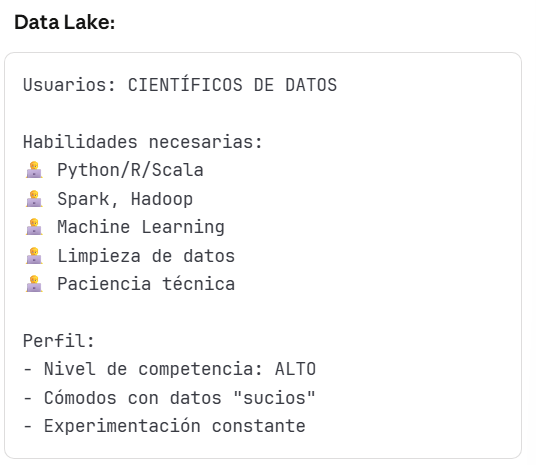 Data Lake:
Usuarios: CIENTÍFICOS DE DATOS
Habilidades necesarias:
🧑‍💻 Python/R/Scala
🧑‍💻 Spark, Hadoop
🧑‍💻 Machine Learning
🧑‍💻 Limpieza de datos
🧑‍💻 Paciencia técnica
Perfil:
- Nivel de competencia: ALTO
- Cómodos con datos "sucios"
- Experimentación constante